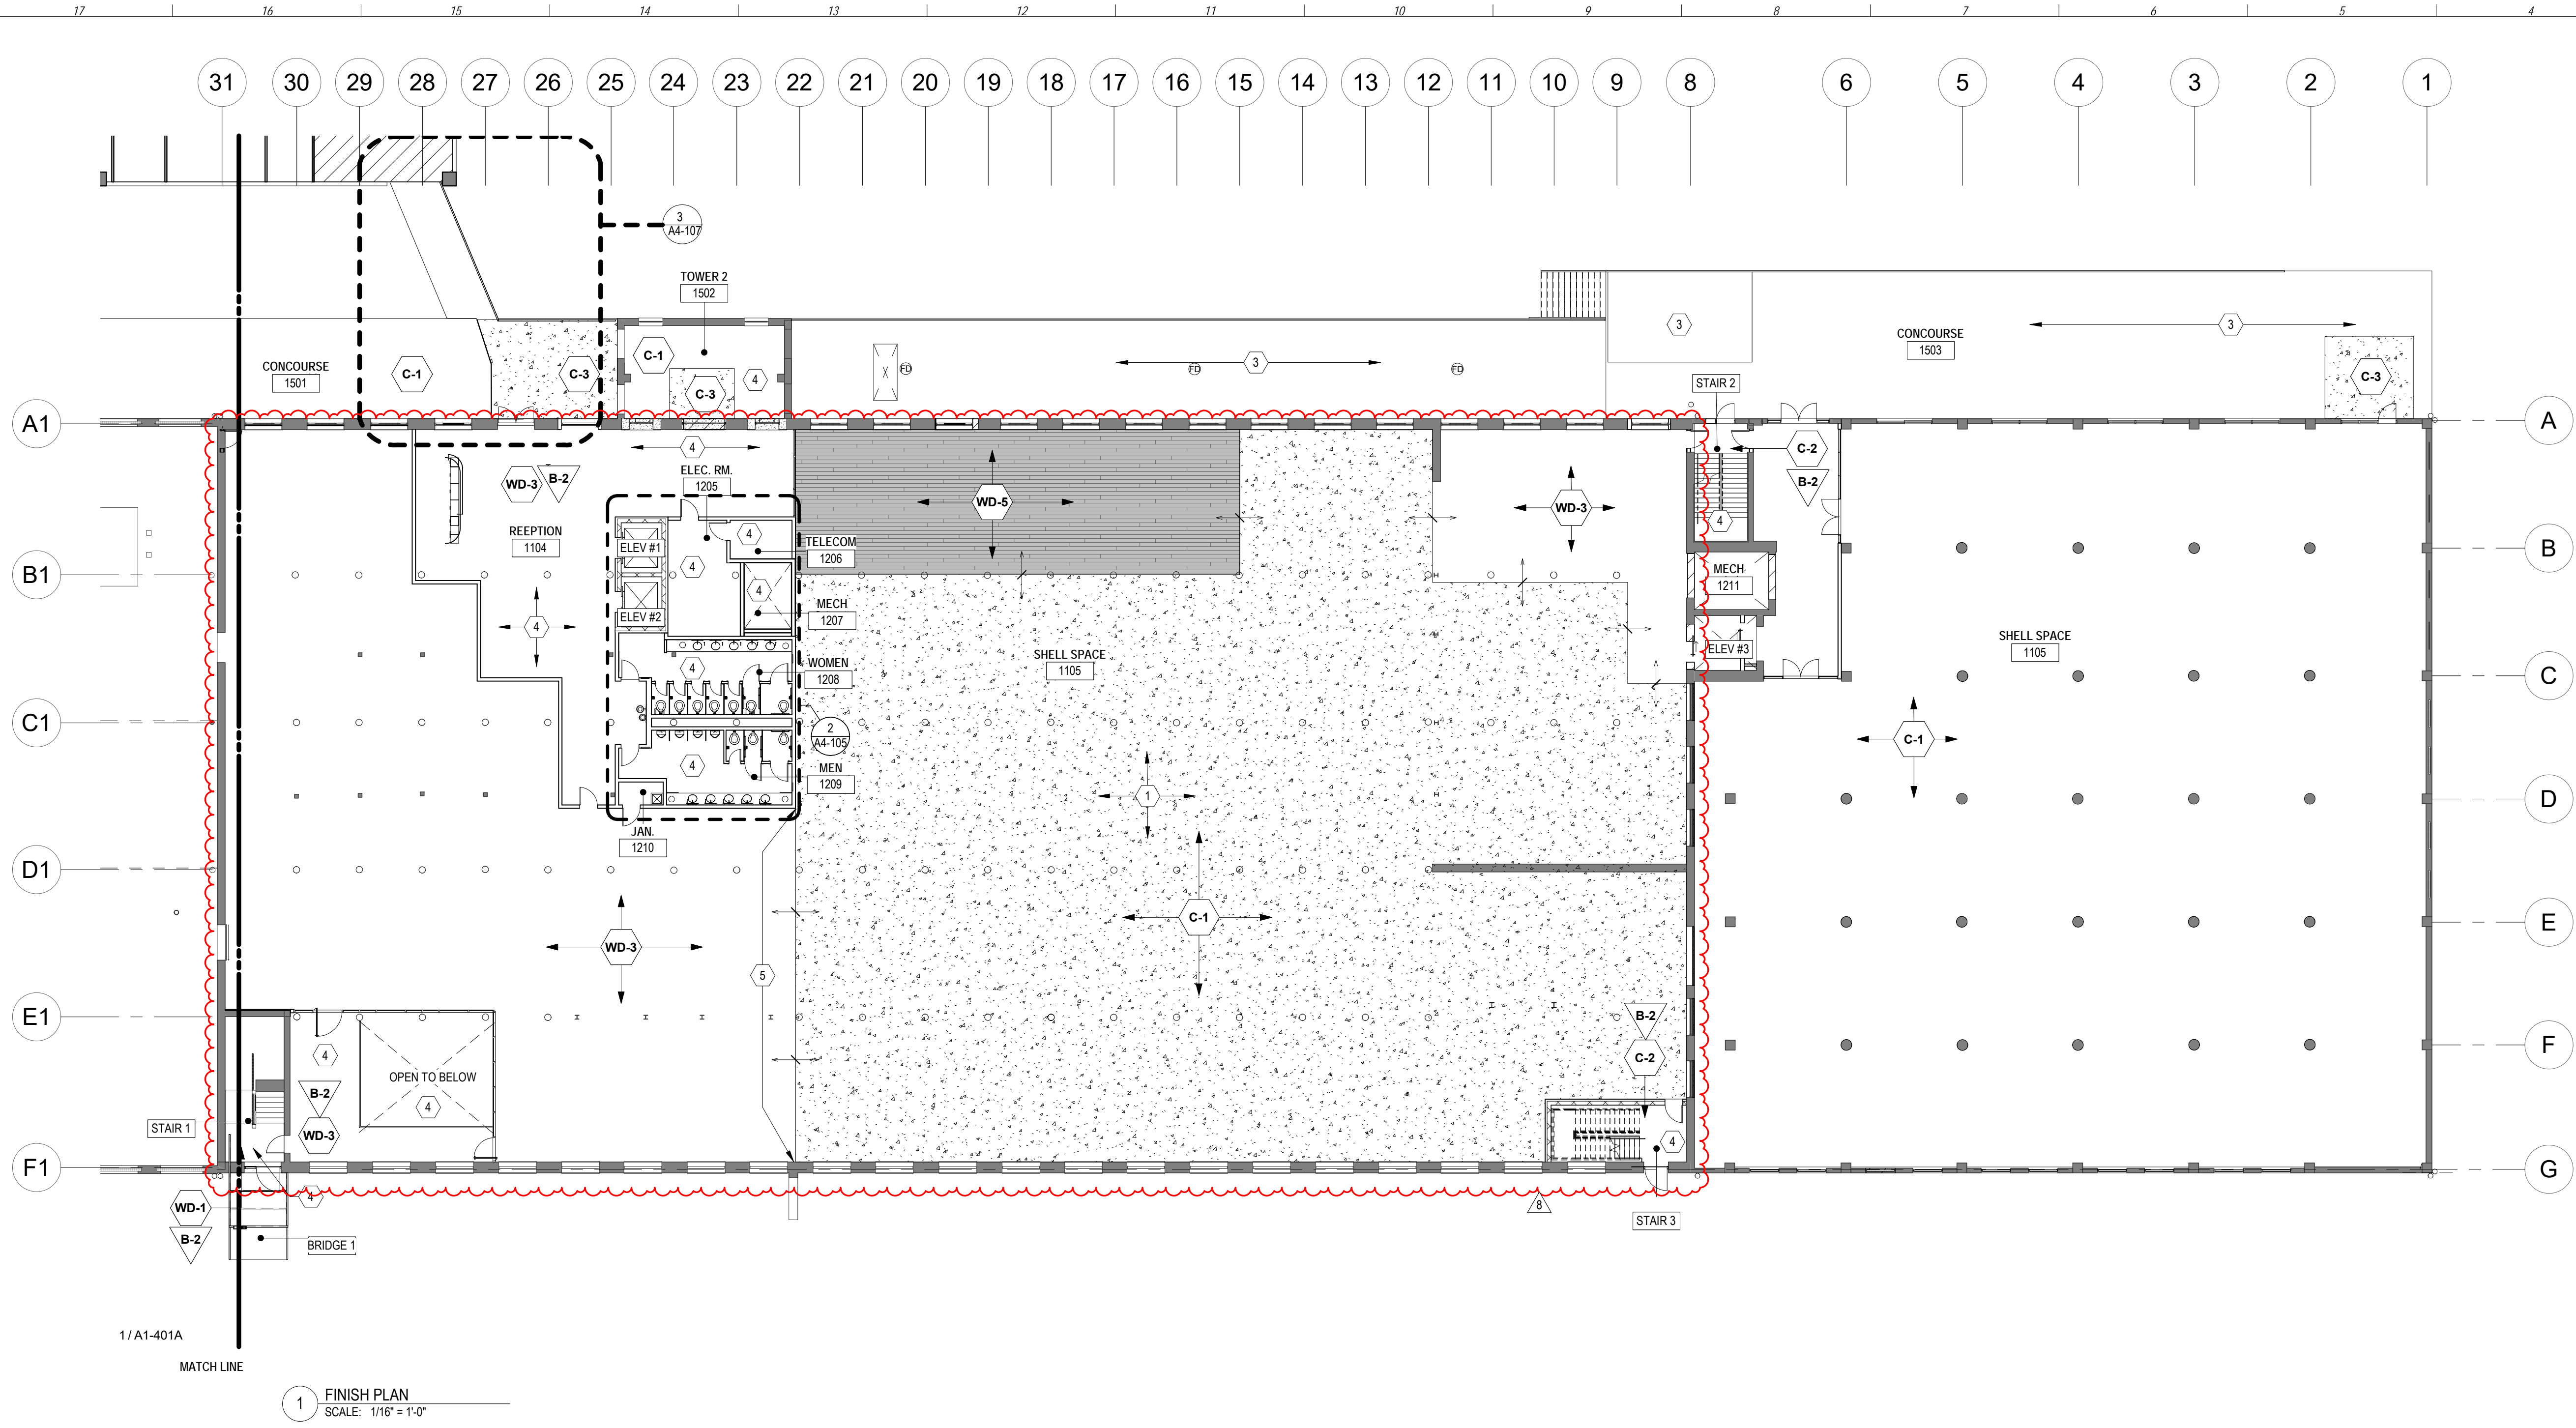 17 16 15 14 13 12 11 10 9 8 7 6 5 4
31 30 29 28 27 26 25 24 23 22 21 20 19 18 17 16 15 14 13 12 11 10 9 8 6 5 4 3 2 1
3
A4-107
TOWER 2
1502
C-1
C-3
4
CONCOURSE
1501
C-1
C-3
FD
3
FD
FD
3
CONCOURSE
1503
3
C-3
STAIR 2
A1
A
4
ELEC. RM.
1205
WD-3
B-2
REEPTION
1104
WD-5
WD-3
C-2
B-2
4
ELEV #1
4
TELECOM
1206
4
B
B1
4
MECH
1207
MECH
1211
ELEV #2
4
SHELL SPACE
1105
SHELL SPACE
1105
ELEV #3
4
WOMEN
1208
C
C1
2
A4-105
C-1
4
MEN
1209
1
D
JAN.
1210
D1
C-1
E
WD-3
5
E1
B-2
F
C-2
4
OPEN TO BELOW
4
B-2
STAIR 1
WD-3
4
F1
G
4
WD-1
B-2
8
STAIR 3
BRIDGE 1
1 / A1-401A
MATCH LINE
1
FINISH PLAN
SCALE: 1/16" = 1'-0"